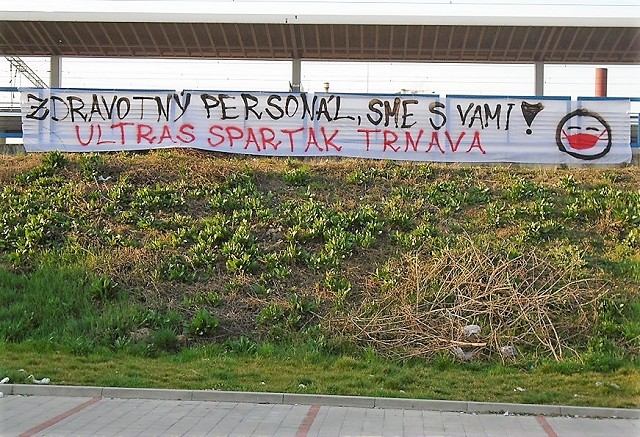 ZDRAVOTNÝ PERSONÁL, SME S VAMI!
ULTRAS SPARTAK TRNAVA